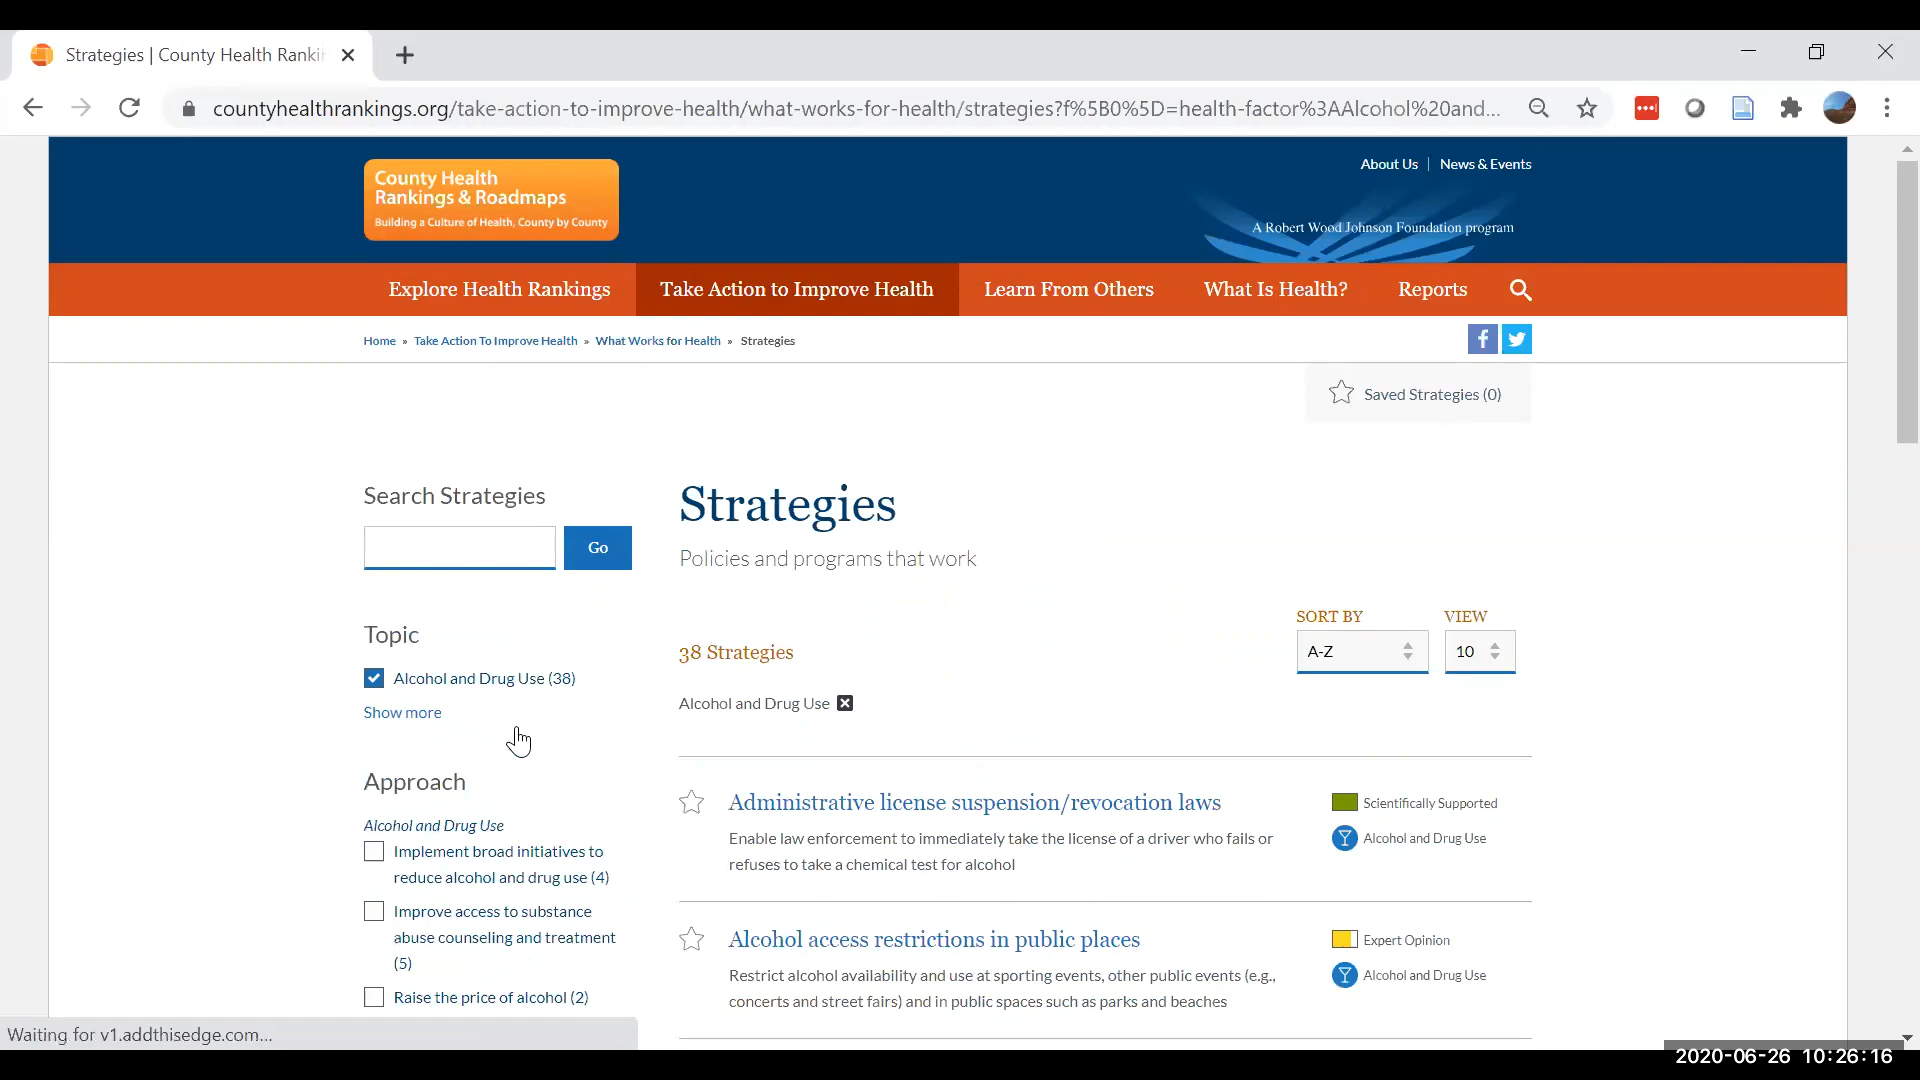 Strategies | County Health Ranki
countyhealthrankings.org/take-action-to-improve-health/what-works-for-health/strategies?f%5B0%5D=health-factor%3AAlcohol%20and...
County Health
Rankings & Roadmaps
Building a Culture of Health, County by County
About Us | News & Events
A Robert Wood Johnson Foundation program
Explore Health Rankings
Take Action to Improve Health
Learn From Others
What Is Health?
Reports
Home » Take Action To Improve Health » What Works for Health » Strategies
Saved Strategies (0)
Search Strategies
Go
Topic
Alcohol and Drug Use (38)
Show more
Approach
Alcohol and Drug Use
Implement broad initiatives to
reduce alcohol and drug use (4)
Improve access to substance
abuse counseling and treatment
(5)
Raise the price of alcohol (2)
Strategies
Policies and programs that work
SORT BY
A-Z
VIEW
10
38 Strategies
Alcohol and Drug Use
Administrative license suspension/revocation laws
Enable law enforcement to immediately take the license of a driver who fails or
refuses to take a chemical test for alcohol
Scientifically Supported
Alcohol and Drug Use
Alcohol access restrictions in public places
Restrict alcohol availability and use at sporting events, other public events (e.g.,
concerts and street fairs) and in public spaces such as parks and beaches
Expert Opinion
Alcohol and Drug Use
Waiting for v1.addthisedge.com...
2020-06-26 10:26:16